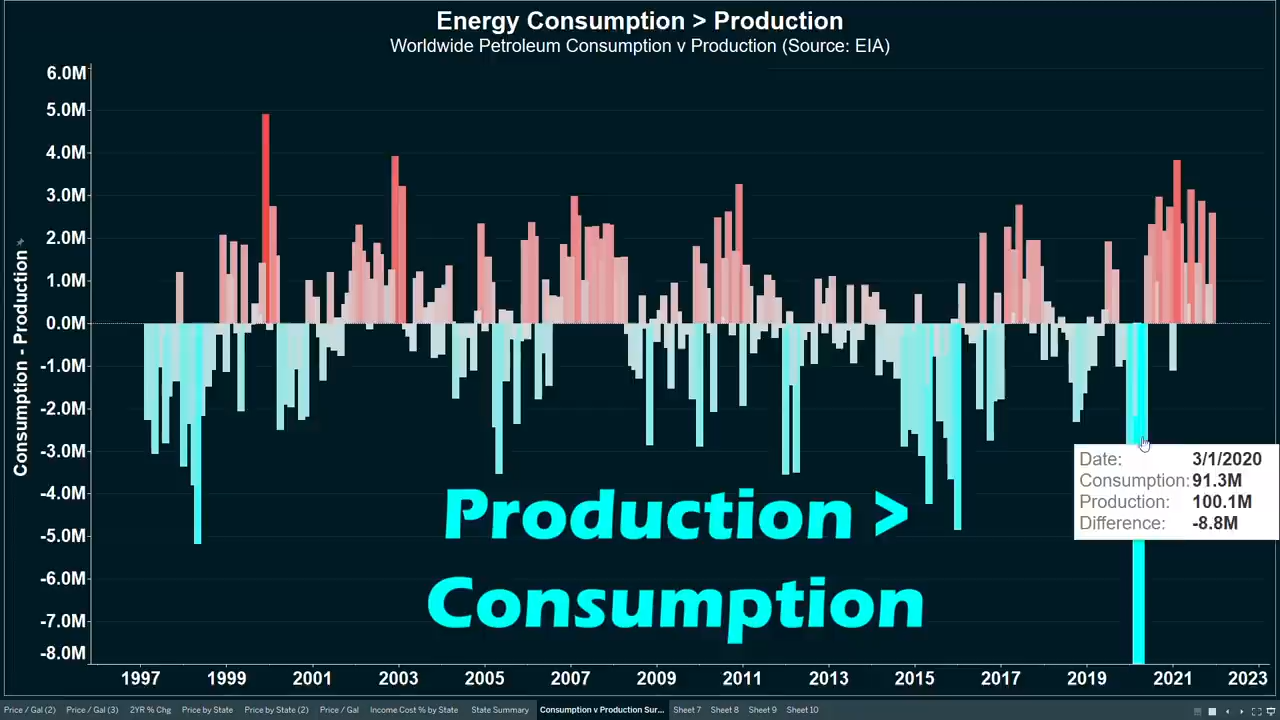 Energy Consumption > Production
Worldwide Petroleum Consumption v Production (Source: EIA)
Consumption - Production
6.0M
5.0M
4.0M
3.0M
2.0M
1.0M
0.0M
-1.0M
-2.0M
-3.0M
-4.0M
-5.0M
-6.0M
-7.0M
-8.0M
Date: 3/1/2020
Consumption: 91.3M
Production: 100.1M
Difference: -8.8M
Production >
Consumption
1997 1999 2001 2003 2005 2007 2009 2011 2013 2015 2017 2019 2021 2023
Price / Gal (2) Price / Gal (3) 2YR % Chg Price by State Price by State (2) Price / Gal Income Cost % by State State Summary Consumption v Production Sur... Sheet 7 Sheet 8 Sheet 9 Sheet 10